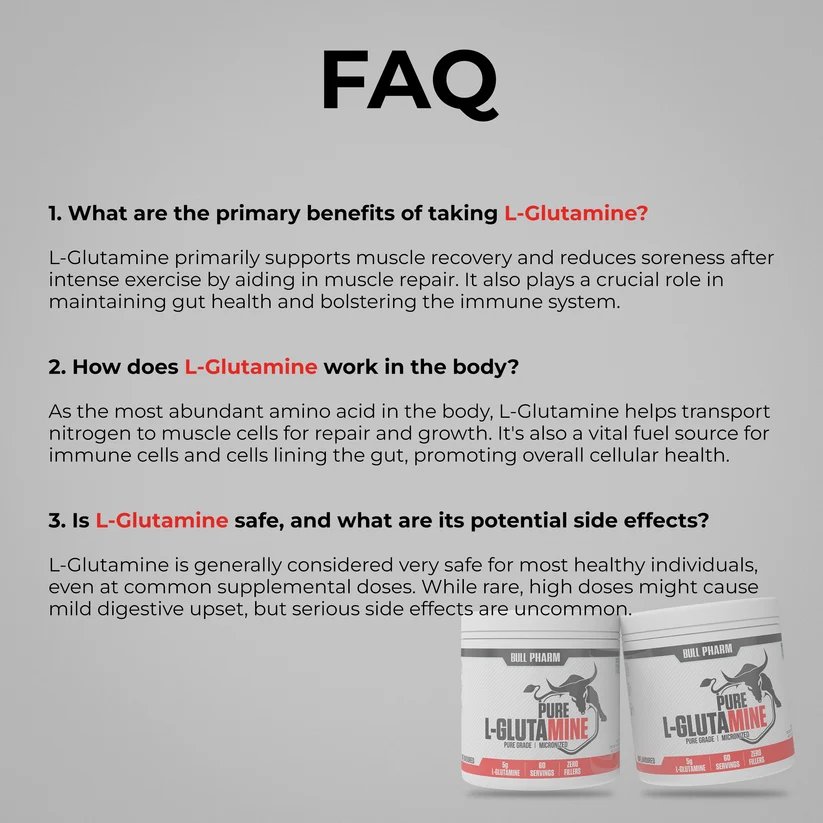 FAQ
1. What are the primary benefits of taking L-Glutamine?
L-Glutamine primarily supports muscle recovery and reduces soreness after
intense exercise by aiding in muscle repair. It also plays a crucial role in
maintaining gut health and bolstering the immune system.
2. How does L-Glutamine work in the body?
As the most abundant amino acid in the body, L-Glutamine helps transport
nitrogen to muscle cells for repair and growth. It's also a vital fuel source for
immune cells and cells lining the gut, promoting overall cellular health.
3. Is L-Glutamine safe, and what are its potential side effects?
L-Glutamine is generally considered very safe for most healthy individuals,
even at common supplemental doses. While rare, high doses might cause
mild digestive upset, but serious side effects are uncommon.
BULL PHARM
PURE
L-GLUTAMINE
PURE GRADE | MICRONIZED
5g L-GLUTAMINE | 60 SERVINGS | ZERO FILLERS
BULL PHARM
PURE
L-GLUTAMINE
PURE GRADE | MICRONIZED
5g L-GLUTAMINE | 60 SERVINGS | ZERO FILLERS